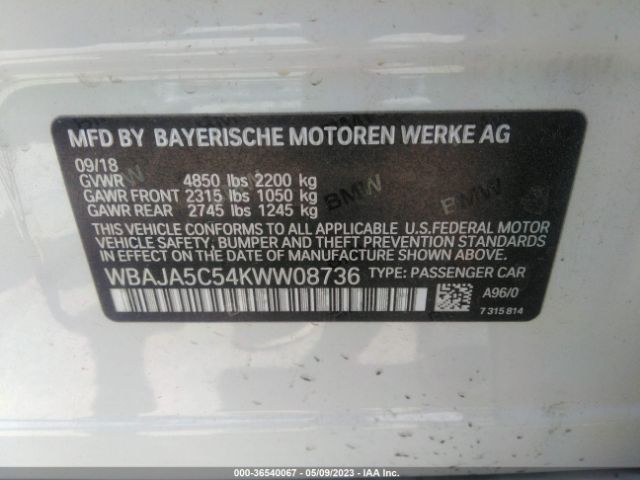 MFD BY BAYERISCHE MOTOREN WERKE AG
09/18
GVWR 4850 lbs 2200 kg
GAWR FRONT 2315 lbs 1050 kg
GAWR REAR 2745 lbs 1245 kg
THIS VEHICLE CONFORMS TO ALL APPLICABLE U.S.FEDERAL MOTOR
VEHICLE SAFETY, BUMPER AND THEFT PREVENTION STANDARDS
IN EFFECT ON THE DATE OF MANUFACTURE SHOWN ABOVE.
WBAJA5C54KWW08736 TYPE: PASSENGER CAR
A96/0
7 315 814
BMW
BMW
BMW
000-36540067 - 05/09/2023 - IAA, Inc.